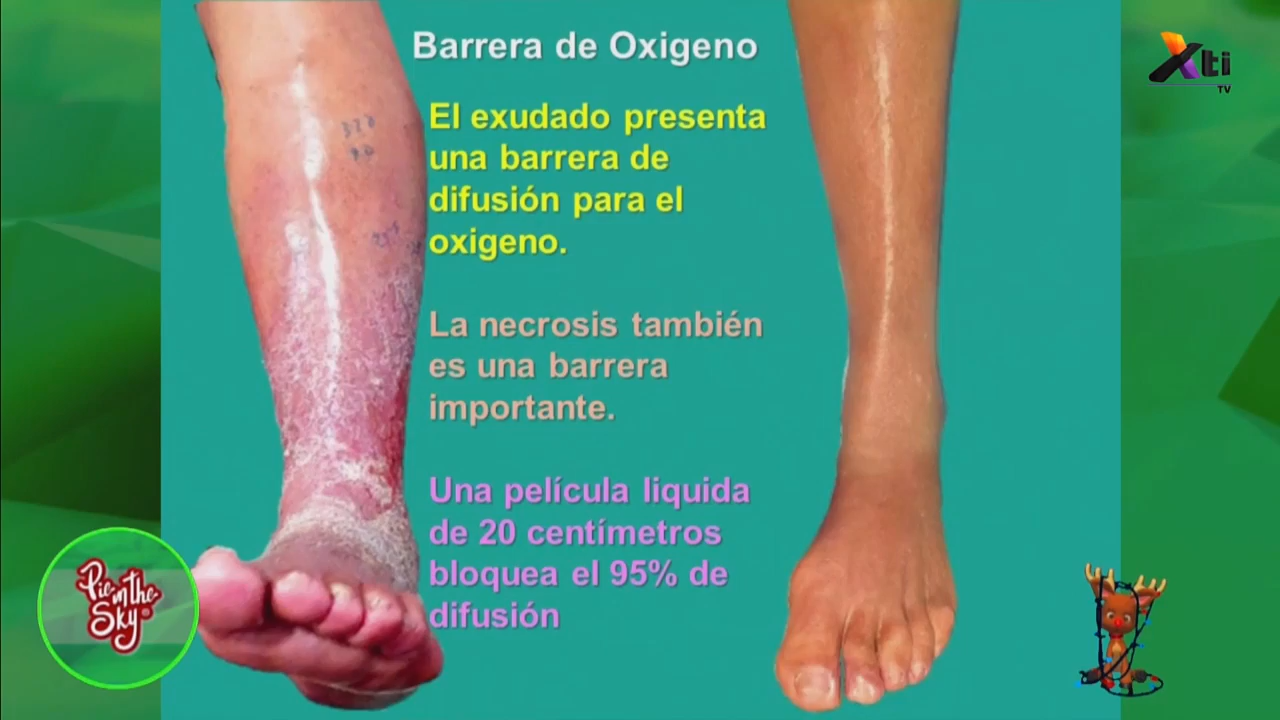 Barrera de Oxigeno
Xti
TV
El exudado presenta
una barrera de
difusión para el
oxigeno.
La necrosis también
es una barrera
importante.
Una película liquida
de 20 centímetros
bloquea el 95% de
difusión
Pie in the
Sky